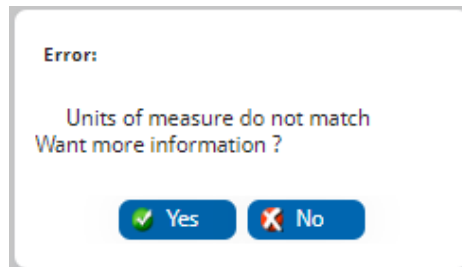 Error:
Units of measure do not match
Want more information ?
Yes No